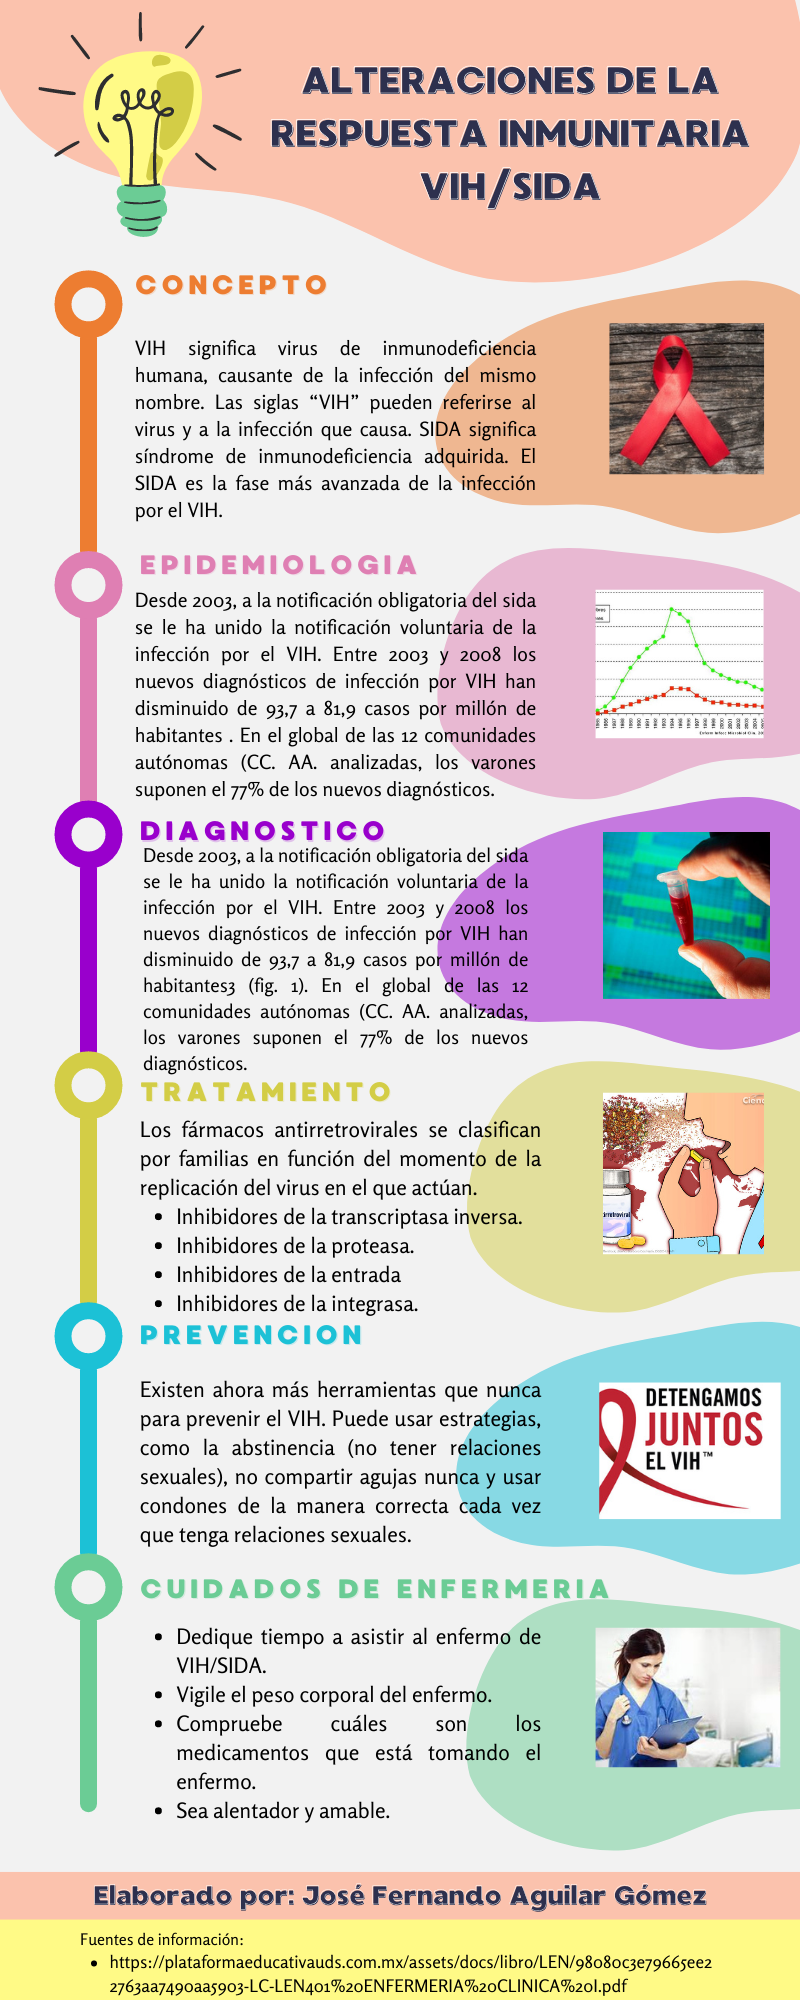 ALTERACIONES DE LA
RESPUESTA INMUNITARIA
VIH/SIDA
CONCEPTO
VIH significa virus de inmunodeficiencia
humana, causante de la infección del mismo
nombre. Las siglas “VIH” pueden referirse al
virus y a la infección que causa. SIDA significa
síndrome de inmunodeficiencia adquirida. El
SIDA es la fase más avanzada de la infección
por el VIH.
EPIDEMIOLOGIA
Desde 2003, a la notificación obligatoria del sida
se le ha unido la notificación voluntaria de la
infección por el VIH. Entre 2003 y 2008 los
nuevos diagnósticos de infección por VIH han
disminuido de 93,7 a 81,9 casos por millón de
habitantes . En el global de las 12 comunidades
autónomas (CC. AA. analizadas, los varones
suponen el 77% de los nuevos diagnósticos.
DIAGNOSTICO
Desde 2003, a la notificación obligatoria del sida
se le ha unido la notificación voluntaria de la
infección por el VIH. Entre 2003 y 2008 los
nuevos diagnósticos de infección por VIH han
disminuido de 93,7 a 81,9 casos por millón de
habitantes3 (fig. 1). En el global de las 12
comunidades autónomas (CC. AA. analizadas,
los varones suponen el 77% de los nuevos
diagnósticos.
TRATAMIENTO
Los fármacos antirretrovirales se clasifican
por familias en función del momento de la
replicación del virus en el que actúan.
• Inhibidores de la transcriptasa inversa.
• Inhibidores de la proteasa.
• Inhibidores de la entrada
• Inhibidores de la integrasa.
PREVENCION
Existen ahora más herramientas que nunca
para prevenir el VIH. Puede usar estrategias,
como la abstinencia (no tener relaciones
sexuales), no compartir agujas nunca y usar
condones de la manera correcta cada vez
que tenga relaciones sexuales.
DETENGAMOS
JUNTOS
EL VIH™
CUIDADOS DE ENFERMERIA
• Dedique tiempo a asistir al enfermo de
VIH/SIDA.
• Vigile el peso corporal del enfermo.
• Compruebe cuáles son los
medicamentos que está tomando el
enfermo.
• Sea alentador y amable.
Elaborado por: José Fernando Aguilar Gómez
Fuentes de información:
• https://plataformaeducativauds.com.mx/assets/docs/libro/LEN/98080c3e79665ee2
2763aa7490aa5903-LC-LEN401%20ENFERMERIA%20CLINICA%20I.pdf